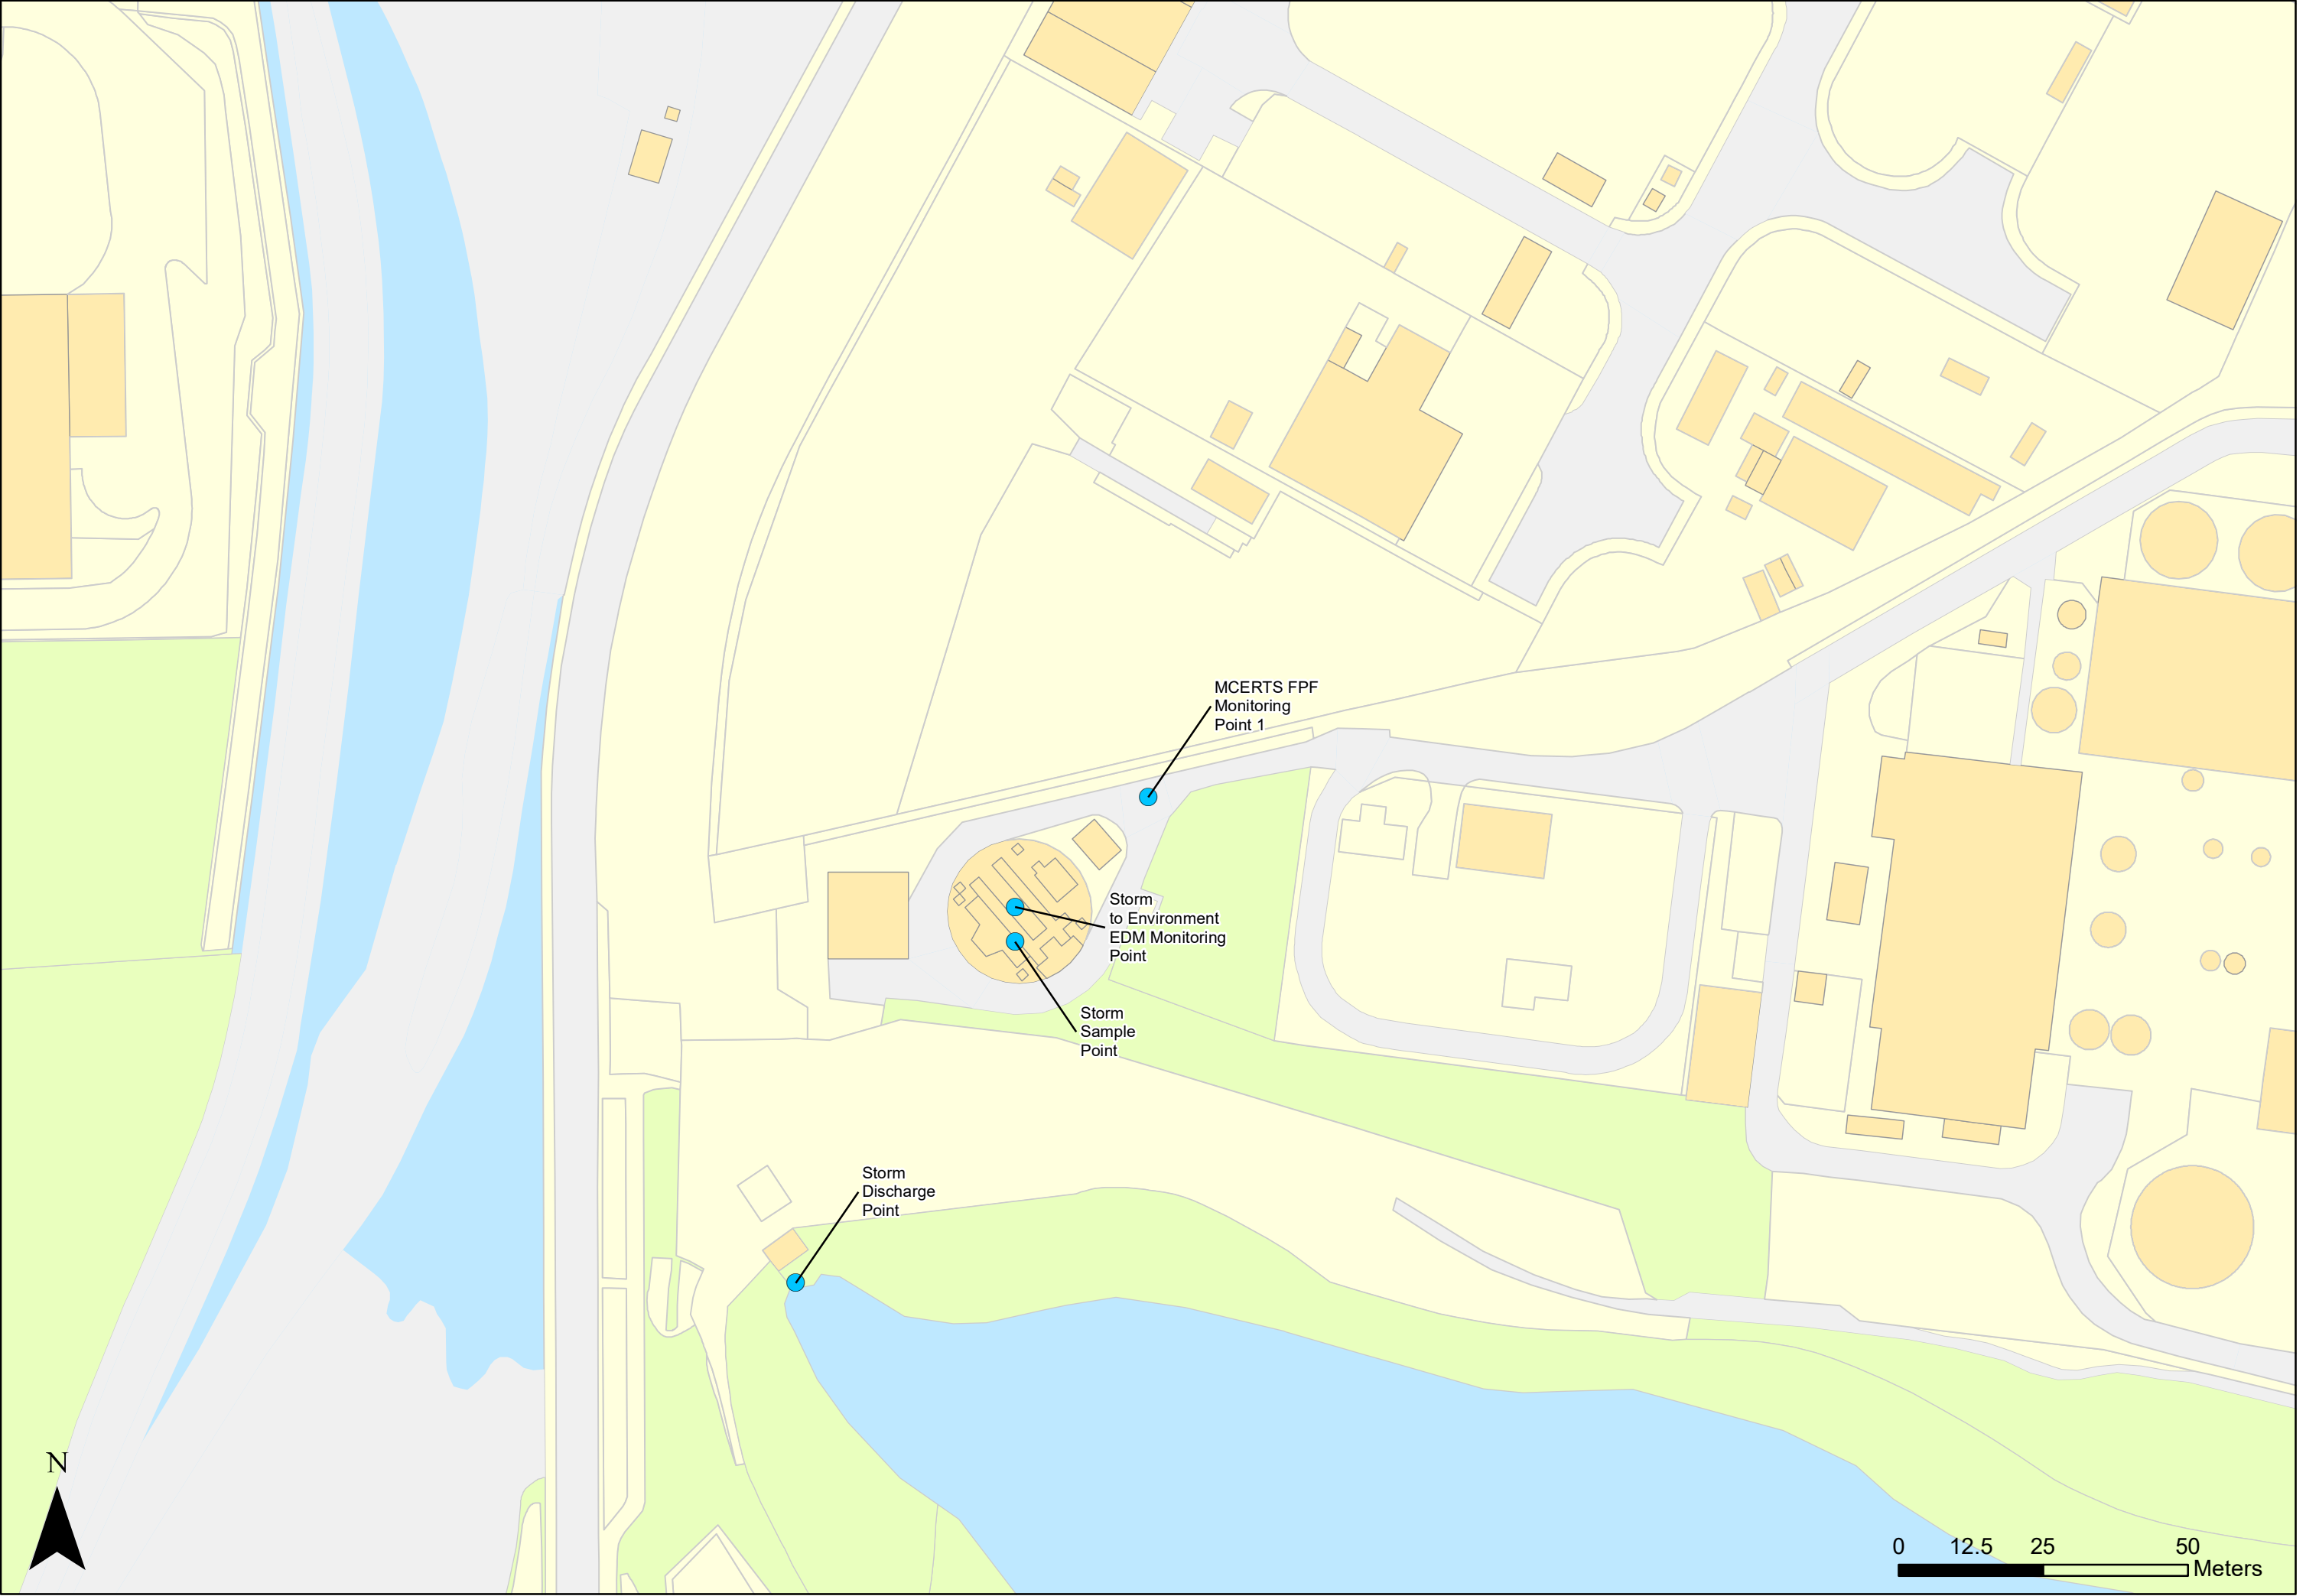 MCERTS FPF
Monitoring
Point 1
Storm
to Environment
EDM Monitoring
Point
Storm
Sample
Point
Storm
Discharge
Point
N
0 12.5 25 50
Meters